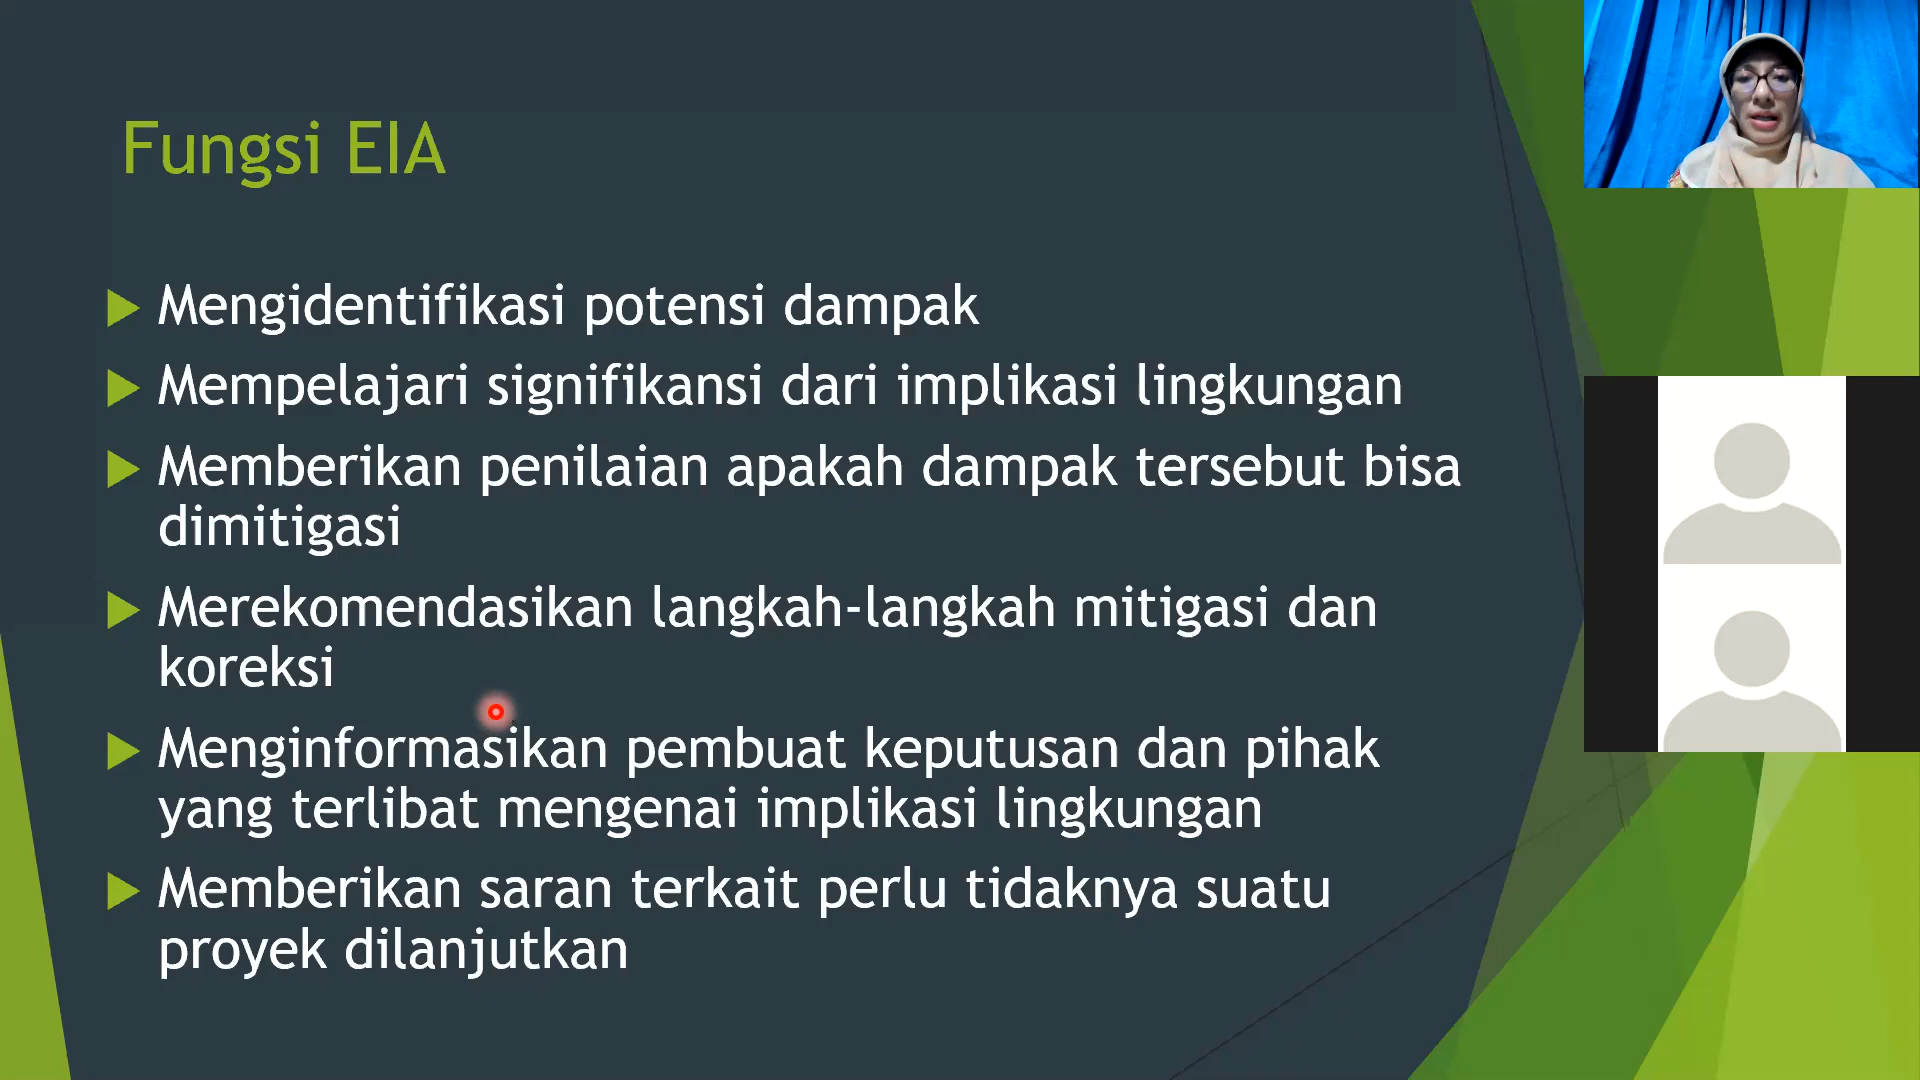 Fungsi EIA
Mengidentifikasi potensi dampak
Mempelajari signifikansi dari implikasi lingkungan
Memberikan penilaian apakah dampak tersebut bisa
dimitigasi
Merekomendasikan langkah-langkah mitigasi dan
koreksi
Menginformasikan pembuat keputusan dan pihak
yang terlibat mengenai implikasi lingkungan
Memberikan saran terkait perlu tidaknya suatu
proyek dilanjutkan